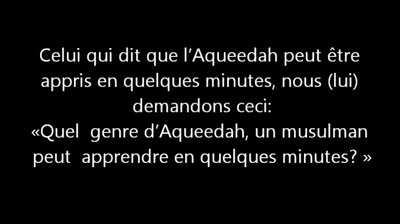 Celui qui dit que l’Aqueedah peut être
appris en quelques minutes, nous (lui)
demandons ceci:
«Quel  genre d’Aqueedah, un musulman
peut  apprendre en quelques minutes? »